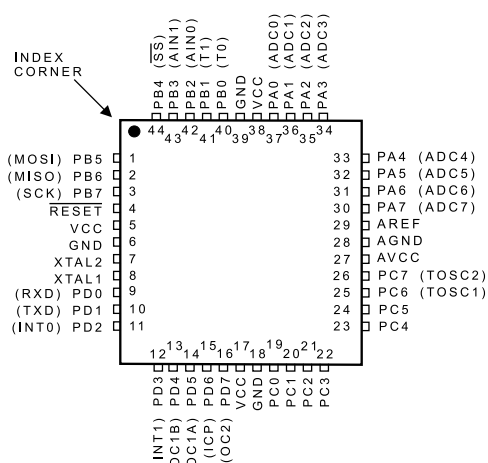 INDEX
CORNER
PB4 (SS)
PB3 (AIN1)
PB2 (AIN0)
PB1 (T1)
PB0 (T0)
GND
VCC
PA0 (ADC0)
PA1 (ADC1)
PA2 (ADC2)
PA3 (ADC3)
44 43 42 41 40 39 38 37 36 35 34
(MOSI) PB5 1
(MISO) PB6 2
(SCK) PB7 3
RESET 4
VCC 5
GND 6
XTAL2 7
XTAL1 8
(RXD) PD0 9
(TXD) PD1 10
(INT0) PD2 11
33 PA4 (ADC4)
32 PA5 (ADC5)
31 PA6 (ADC6)
30 PA7 (ADC7)
29 AREF
28 AGND
27 AVCC
26 PC7 (TOSC2)
25 PC6 (TOSC1)
24 PC5
23 PC4
12 13 14 15 16 17 18 19 20 21 22
INT1) PD3
OC1B) PD4
OC1A) PD5
(ICP) PD6
(OC2) PD7
VCC
GND
PC0
PC1
PC2
PC3